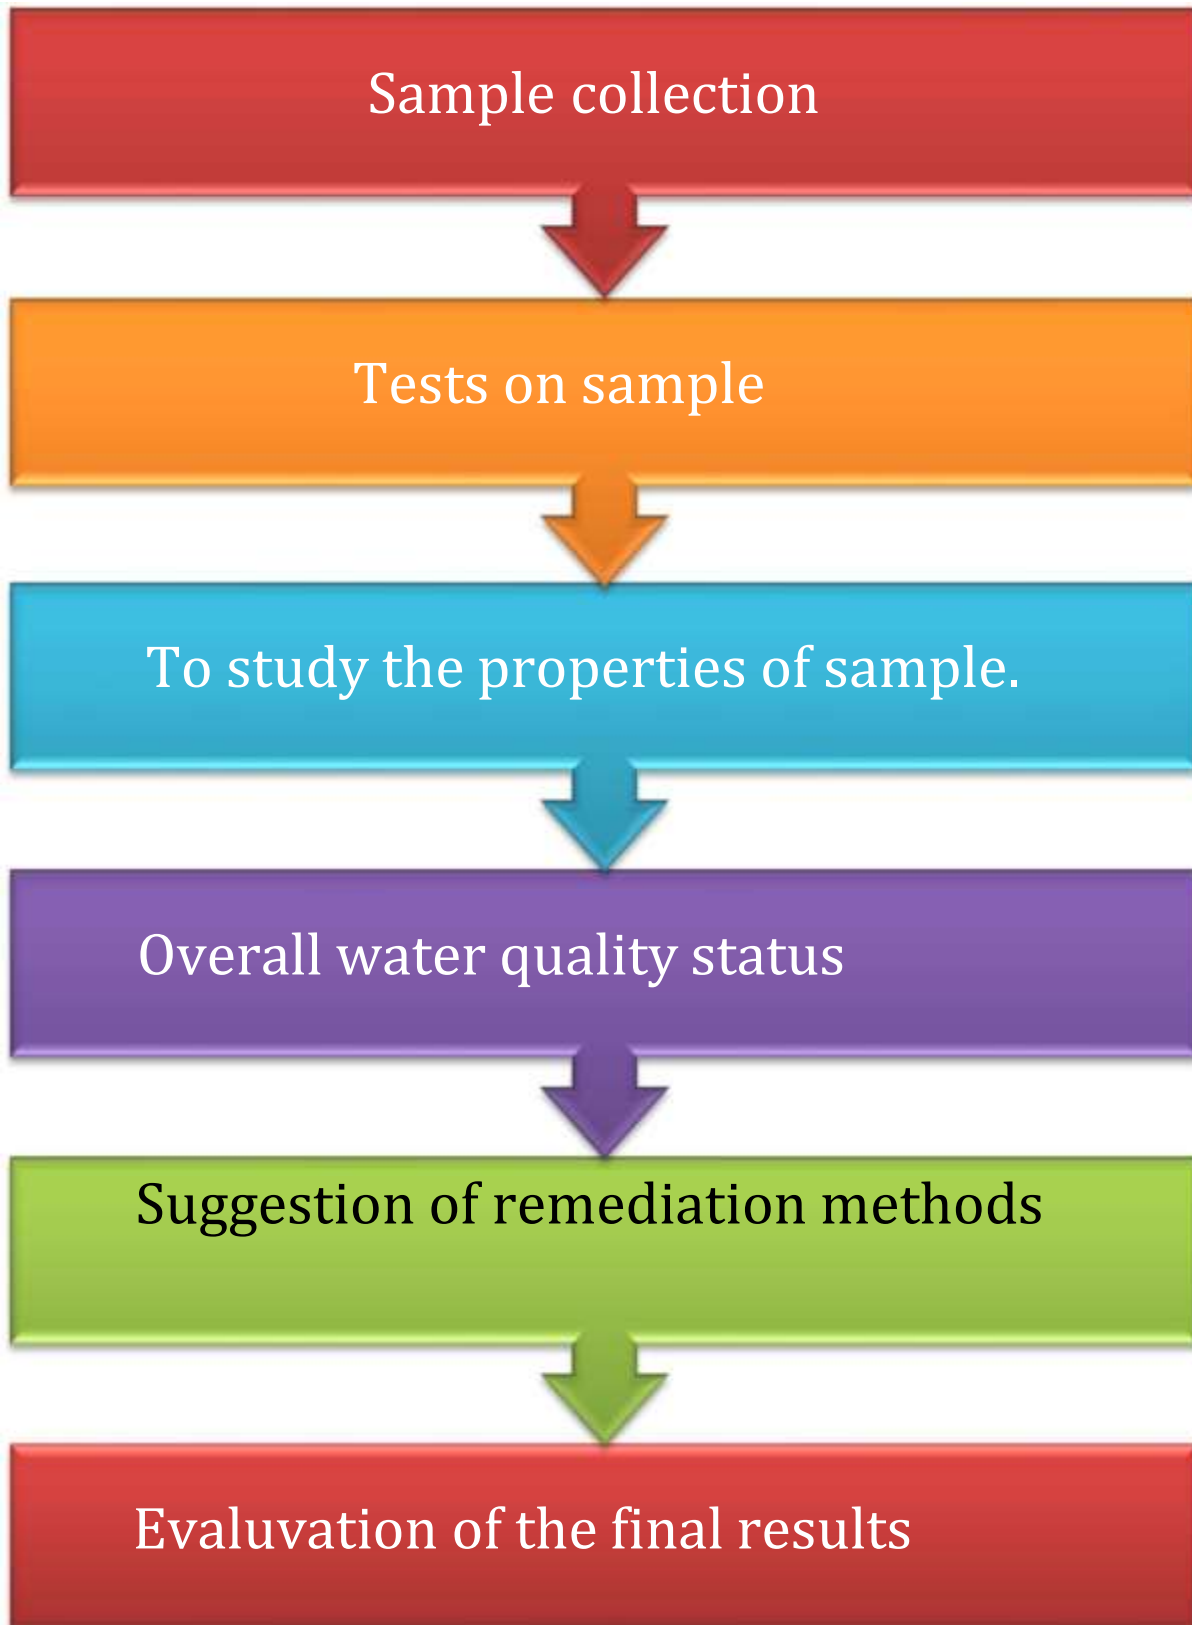 Sample collection
Tests on sample
To study the properties of sample.
Overall water quality status
Suggestion of remediation methods
Evaluvation of the final results